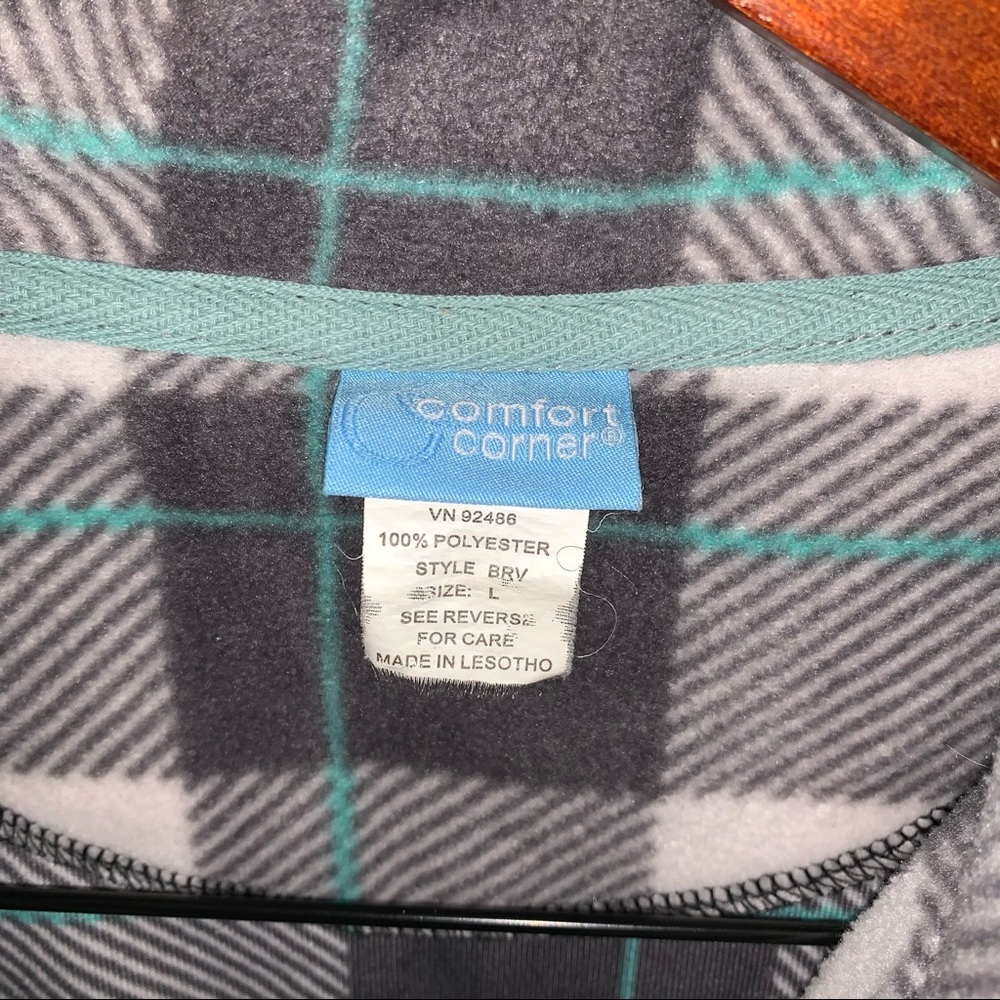 comfort
corner®
VN 92486
100% POLYESTER
STYLE BRV
SIZE: L
SEE REVERSE
FOR CARE
MADE IN LESOTHO